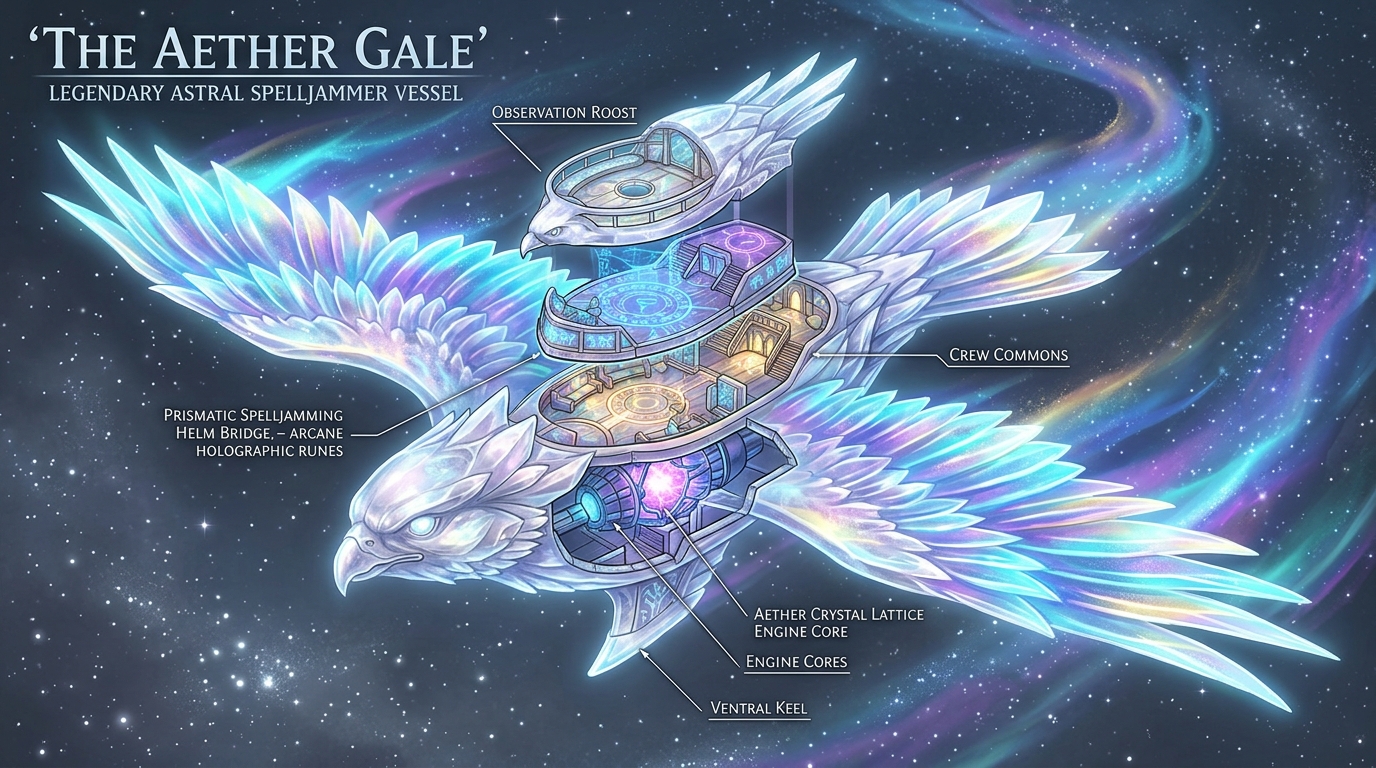 ‘The Aether Gale’
Legendary Astral Spelljammer Vessel
Observation Roost
Crew Commons
Prismatic Spelljamming
Helm Bridge, – arcane
holographic runes
Aether Crystal Lattice
Engine Core
Engine Cores
Ventral Keel